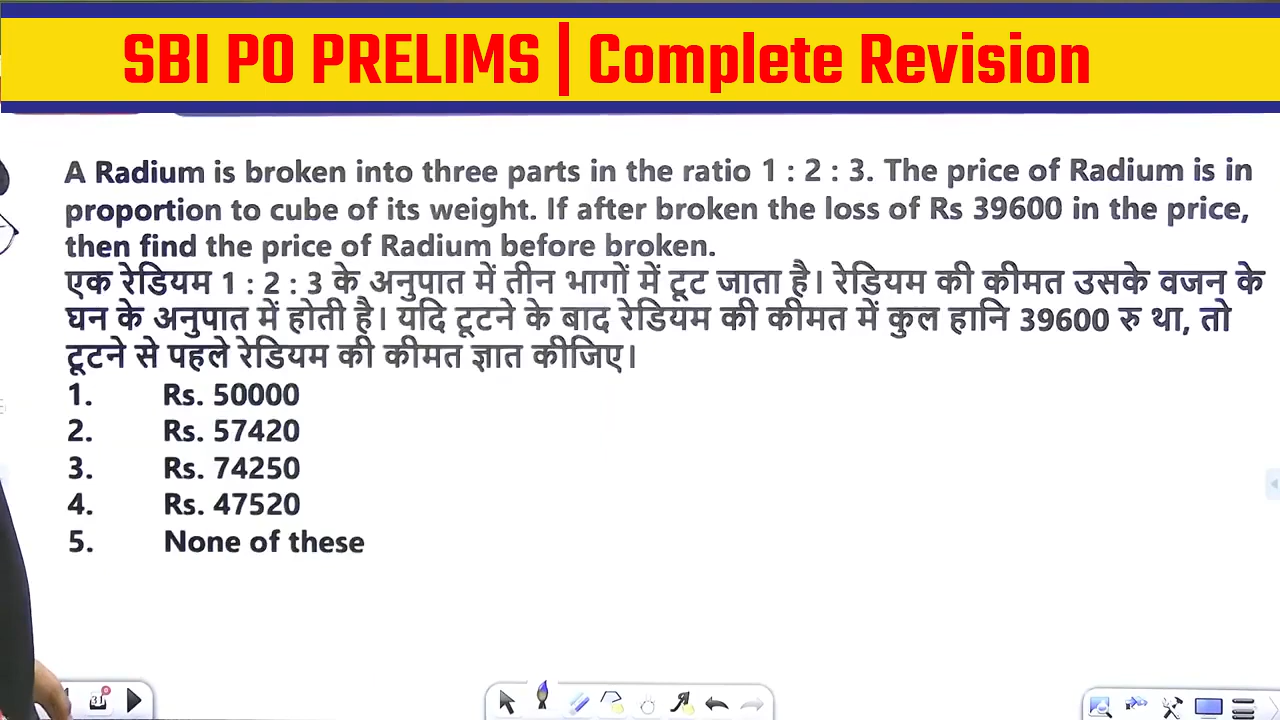 SBI PO PRELIMS | Complete Revision
A Radium is broken into three parts in the ratio 1 : 2 : 3. The price of Radium is in
proportion to cube of its weight. If after broken the loss of Rs 39600 in the price,
then find the price of Radium before broken.
एक रेडियम 1 : 2 : 3 के अनुपात में तीन भागों में टूट जाता है। रेडियम की कीमत उसके वजन के
घन के अनुपात में होती है। यदि टूटने के बाद रेडियम की कीमत में कुल हानि 39600 रु था, तो
टूटने से पहले रेडियम की कीमत ज्ञात कीजिए।
1. Rs. 50000
2. Rs. 57420
3. Rs. 74250
4. Rs. 47520
5. None of these
31